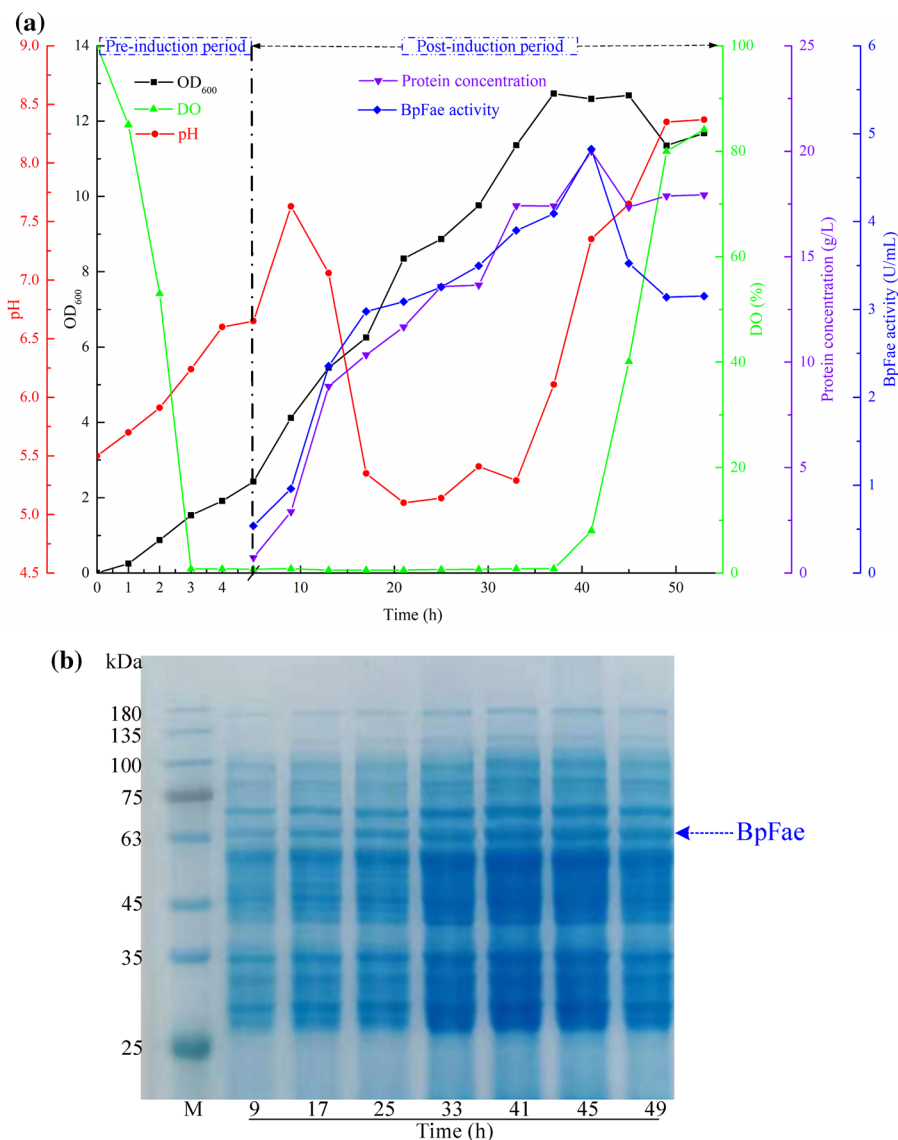 (a)
Pre-induction period
Post-induction period
OD600
DO
pH
Protein concentration
BpFae activity
9.0
8.5
8.0
7.5
7.0
6.5
6.0
5.5
5.0
4.5
pH
14
12
10
8
6
4
2
0
OD600
0 1 2 3 4 10 20 30 40 50
Time (h)
100
80
60
40
20
0
DO (%)
25
20
15
10
5
0
Protein concentration (g/L)
6
5
4
3
2
1
0
BpFae activity (U/mL)
(b)
kDa
180
135
100
75
63
45
35
25
BpFae
M 9 17 25 33 41 45 49
Time (h)